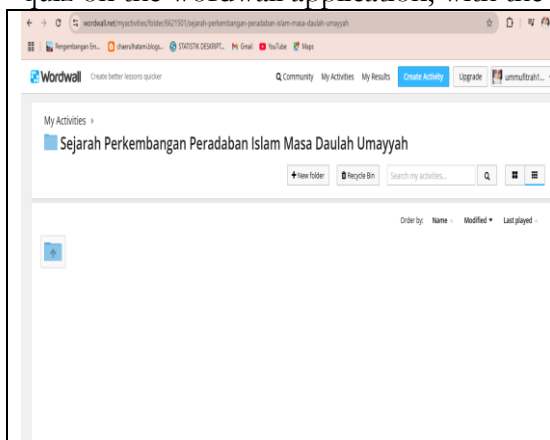 quiz on the wordwall application, with the
wordwall.net/myactivities/folder/6621501/sejarah-perkembangan-peradaban-islam-masa-daulah-umayyah
Pengembangan Em... chaerulhatami.blogs... STATISTIK DESKRIPT... Gmail YouTube Maps
Wordwall Create better lessons quicker Community My Activities My Results Create Activity Upgrade ummufitrah1...
My Activities
Sejarah Perkembangan Peradaban Islam Masa Daulah Umayyah
+ New folder Recycle Bin Search my activities...
Order by: Name Modified Last played